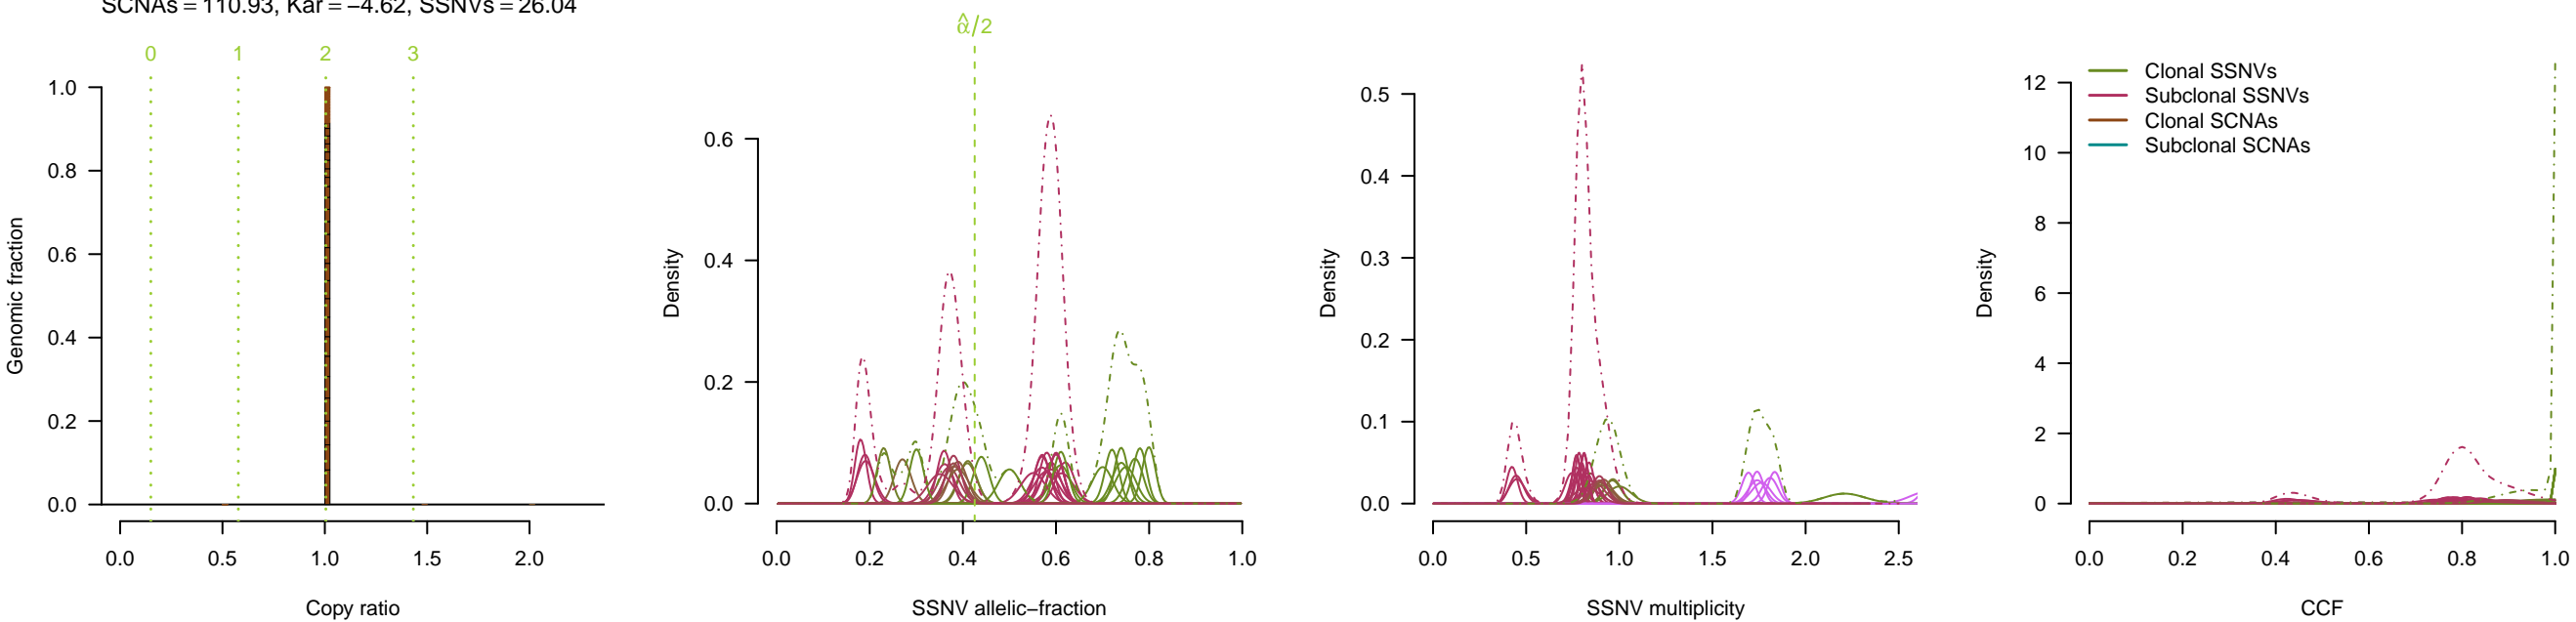 SCNAs = 110.93, Kar = −4.62, SSNVs = 26.04
0 1 2 3
Genomic fraction
1.0
0.8
0.6
0.4
0.2
0.0
0.0 0.5 1.0 1.5 2.0
Copy ratio
α̂/2
Density
0.6
0.4
0.2
0.0
0.0 0.2 0.4 0.6 0.8 1.0
SSNV allelic−fraction
Density
0.5
0.4
0.3
0.2
0.1
0.0
0.0 0.5 1.0 1.5 2.0 2.5
SSNV multiplicity
Density
12
10
8
6
4
2
0
Clonal SSNVs
Subclonal SSNVs
Clonal SCNAs
Subclonal SCNAs
0.0 0.2 0.4 0.6 0.8 1.0
CCF